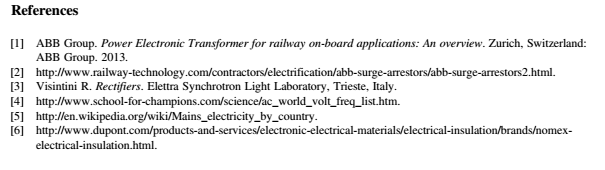 References
[1] ABB Group. Power Electronic Transformer for railway on-board applications: An overview. Zurich, Switzerland:
ABB Group. 2013.
[2] http://www.railway-technology.com/contractors/electrification/abb-surge-arrestors/abb-surge-arrestors2.html.
[3] Visintini R. Rectifiers. Elettra Synchrotron Light Laboratory, Trieste, Italy.
[4] http://www.school-for-champions.com/science/ac_world_volt_freq_list.htm.
[5] http://en.wikipedia.org/wiki/Mains_electricity_by_country.
[6] http://www.dupont.com/products-and-services/electronic-electrical-materials/electrical-insulation/brands/nomex-
electrical-insulation.html.